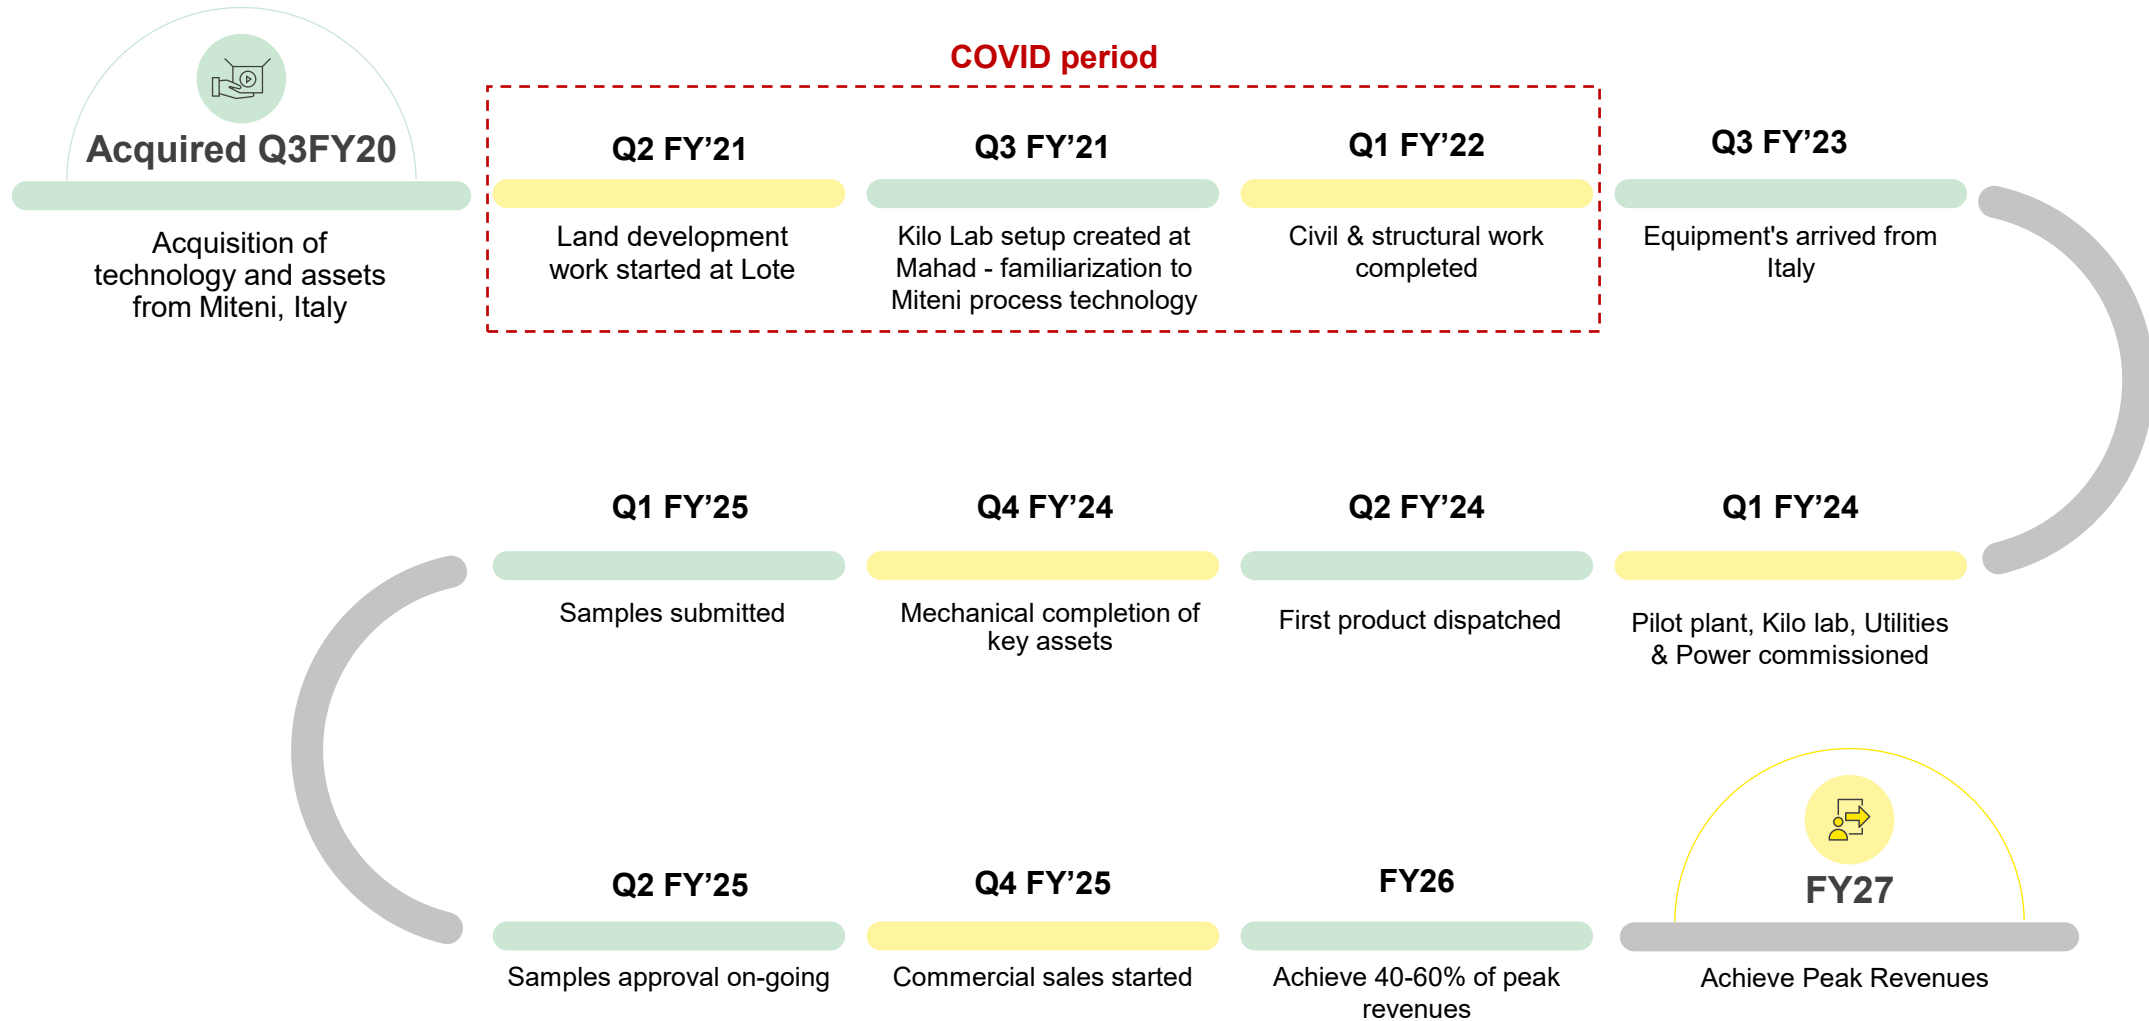 COVID period
Acquired Q3FY20
Acquisition of
technology and assets
from Miteni, Italy
Q2 FY’21
Land development
work started at Lote
Q3 FY’21
Kilo Lab setup created at
Mahad - familiarization to
Miteni process technology
Q1 FY’22
Civil & structural work
completed
Q3 FY’23
Equipment's arrived from
Italy
Q1 FY’24
Pilot plant, Kilo lab, Utilities
& Power commissioned
Q2 FY’24
First product dispatched
Q4 FY’24
Mechanical completion of
key assets
Q1 FY’25
Samples submitted
Q2 FY’25
Samples approval on-going
Q4 FY’25
Commercial sales started
FY26
Achieve 40-60% of peak
revenues
FY27
Achieve Peak Revenues